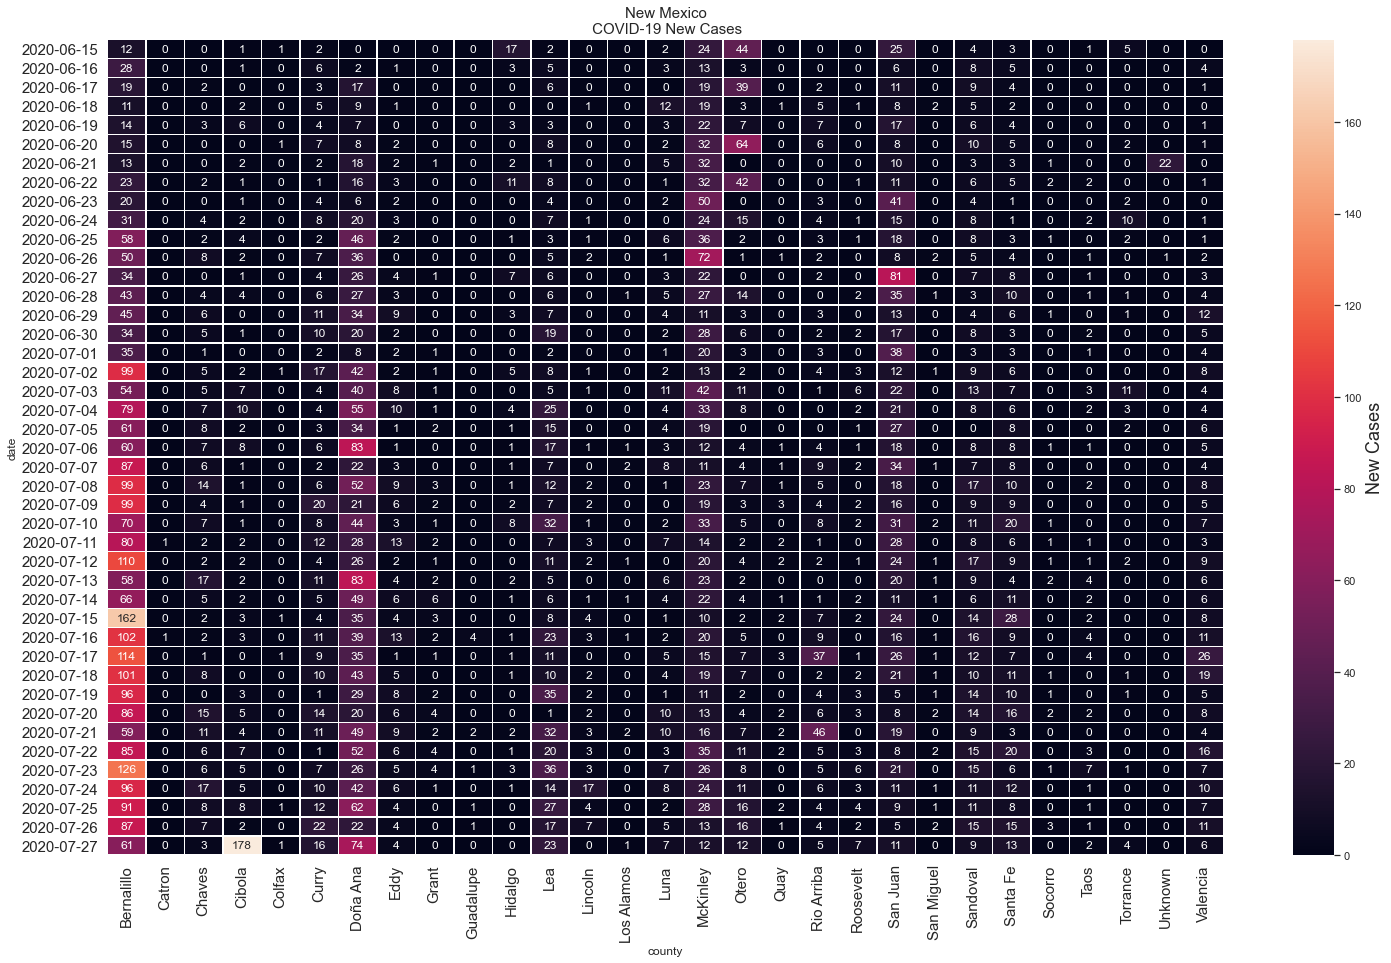 New Mexico
COVID-19 New Cases
2020-06-15 12 0 0 1 1 2 0 0 0 0 17 2 0 0 2 24 44 0 0 0 25 0 4 3 0 1 5 0 0
2020-06-16 28 0 0 1 0 6 2 1 0 0 3 5 0 0 3 13 3 0 0 0 6 0 8 5 0 0 0 0 4
2020-06-17 19 0 2 0 0 3 17 0 0 0 0 6 0 0 0 19 39 0 2 0 11 0 9 4 0 0 0 0 1
2020-06-18 11 0 0 2 0 5 9 1 0 0 0 0 1 0 12 19 3 1 5 1 8 2 5 2 0 0 0 0 0
2020-06-19 14 0 3 6 0 4 7 0 0 0 3 3 0 0 3 22 7 0 7 0 17 0 6 4 0 0 0 0 1
2020-06-20 15 0 0 0 1 7 8 2 0 0 0 8 0 0 2 32 64 0 6 0 8 0 10 5 0 0 2 0 1
2020-06-21 13 0 0 2 0 2 18 2 1 0 2 1 0 0 5 32 0 0 0 0 10 0 3 3 1 0 0 22 0
2020-06-22 23 0 2 1 0 1 16 3 0 0 11 8 0 0 1 32 42 0 0 1 11 0 6 5 2 2 0 0 1
2020-06-23 20 0 0 1 0 4 6 2 0 0 0 4 0 0 2 50 0 0 3 0 41 0 4 1 0 0 2 0 0
2020-06-24 31 0 4 2 0 8 20 3 0 0 0 7 1 0 0 24 15 0 4 1 15 0 8 1 0 2 10 0 1
2020-06-25 58 0 2 4 0 2 46 2 0 0 1 3 1 0 6 36 2 0 3 1 18 0 8 3 1 0 2 0 1
2020-06-26 50 0 8 2 0 7 36 0 0 0 0 5 2 0 1 72 1 1 2 0 8 2 5 4 0 1 0 1 2
2020-06-27 34 0 0 1 0 4 26 4 1 0 7 6 0 0 3 22 0 0 2 0 81 0 7 8 0 1 0 0 3
2020-06-28 43 0 4 4 0 6 27 3 0 0 0 6 0 1 5 27 14 0 0 2 35 1 3 10 0 1 1 0 4
2020-06-29 45 0 6 0 0 11 34 9 0 0 3 7 0 0 4 11 3 0 3 0 13 0 4 6 1 0 1 0 12
2020-06-30 34 0 5 1 0 10 20 2 0 0 0 19 0 0 2 28 6 0 2 2 17 0 8 3 0 2 0 0 5
2020-07-01 35 0 1 0 0 2 8 2 1 0 0 2 0 0 1 20 3 0 3 0 38 0 3 3 0 1 0 0 4
2020-07-02 99 0 5 2 1 17 42 2 1 0 5 8 1 0 2 13 2 0 4 3 12 1 9 6 0 0 0 0 8
2020-07-03 54 0 5 7 0 4 40 8 1 0 0 5 1 0 11 42 11 0 1 6 22 0 13 7 0 3 11 0 4
2020-07-04 79 0 7 10 0 4 55 10 1 0 4 25 0 0 4 33 8 0 0 2 21 0 8 6 0 2 3 0 4
2020-07-05 61 0 8 2 0 3 34 1 2 0 1 15 0 0 4 19 0 0 0 1 27 0 0 8 0 0 2 0 6
2020-07-06 60 0 7 8 0 6 83 1 0 0 1 17 1 1 3 12 4 1 4 1 18 0 8 8 1 1 0 0 5
2020-07-07 87 0 6 1 0 2 22 3 0 0 1 7 0 2 8 11 4 1 9 2 34 1 7 8 0 0 0 0 4
2020-07-08 99 0 14 1 0 6 52 9 3 0 1 12 2 0 1 23 7 1 5 0 18 0 17 10 0 2 0 0 8
2020-07-09 99 0 4 1 0 20 21 6 2 0 2 7 2 0 0 19 3 3 4 2 16 0 9 9 0 0 0 0 5
2020-07-10 70 0 7 1 0 8 44 3 1 0 8 32 1 0 2 33 5 0 8 2 31 2 11 20 1 0 0 0 7
2020-07-11 80 1 2 2 0 12 28 13 2 0 0 7 3 0 7 14 2 2 1 0 28 0 8 6 1 1 0 0 3
2020-07-12 110 0 2 2 0 4 26 2 1 0 0 11 2 1 0 20 4 2 2 1 24 1 17 9 1 1 2 0 9
2020-07-13 58 0 17 2 0 11 83 4 2 0 2 5 0 0 6 23 2 0 0 0 20 1 9 4 2 4 0 0 6
2020-07-14 66 0 5 2 0 5 49 6 6 0 1 6 1 1 4 22 4 1 1 2 11 1 6 11 0 2 0 0 6
2020-07-15 162 0 2 3 1 4 35 4 3 0 0 8 4 0 1 10 2 2 7 2 24 0 14 28 0 2 0 0 8
2020-07-16 102 1 2 3 0 11 39 13 2 4 1 23 3 1 2 20 5 0 9 0 16 1 16 9 0 4 0 0 11
2020-07-17 114 0 1 0 1 9 35 1 1 0 1 11 0 0 5 15 7 3 37 1 26 1 12 7 0 4 0 0 26
2020-07-18 101 0 8 0 0 10 43 5 0 0 1 10 2 0 4 19 7 0 2 2 21 1 10 11 1 0 1 0 19
2020-07-19 96 0 0 3 0 1 29 8 2 0 0 35 2 0 1 11 2 0 4 3 5 1 14 10 1 0 1 0 5
2020-07-20 86 0 15 5 0 14 20 6 4 0 0 1 2 0 10 13 4 2 6 3 8 2 14 16 2 2 0 0 8
2020-07-21 59 0 11 4 0 11 49 9 2 2 2 32 3 2 10 16 7 2 46 0 19 0 9 3 0 0 0 0 4
2020-07-22 85 0 6 7 0 1 52 6 4 0 1 20 3 0 3 35 11 2 5 3 8 2 15 20 0 3 0 0 16
2020-07-23 126 0 6 5 0 7 26 5 4 1 3 36 3 0 7 26 8 0 5 6 21 0 15 6 1 7 1 0 7
2020-07-24 96 0 17 5 0 10 42 6 1 0 1 14 17 0 8 24 11 0 6 3 11 1 11 12 0 1 0 0 10
2020-07-25 91 0 8 8 1 12 62 4 0 1 0 27 4 0 2 28 16 2 4 4 9 1 11 8 0 1 0 0 7
2020-07-26 87 0 7 2 0 22 22 4 0 1 0 17 7 0 5 13 16 1 4 2 5 2 15 15 3 1 0 0 11
2020-07-27 61 0 3 178 1 16 74 4 0 0 0 23 0 1 7 12 12 0 5 7 11 0 9 13 0 2 4 0 6
date
Bernalillo Catron Chaves Cibola Colfax Curry Doña Ana Eddy Grant Guadalupe Hidalgo Lea Lincoln Los Alamos Luna McKinley Otero Quay Rio Arriba Roosevelt San Juan San Miguel Sandoval Santa Fe Socorro Taos Torrance Unknown Valencia
county
160
140
120
100
80
60
40
20
0
New Cases